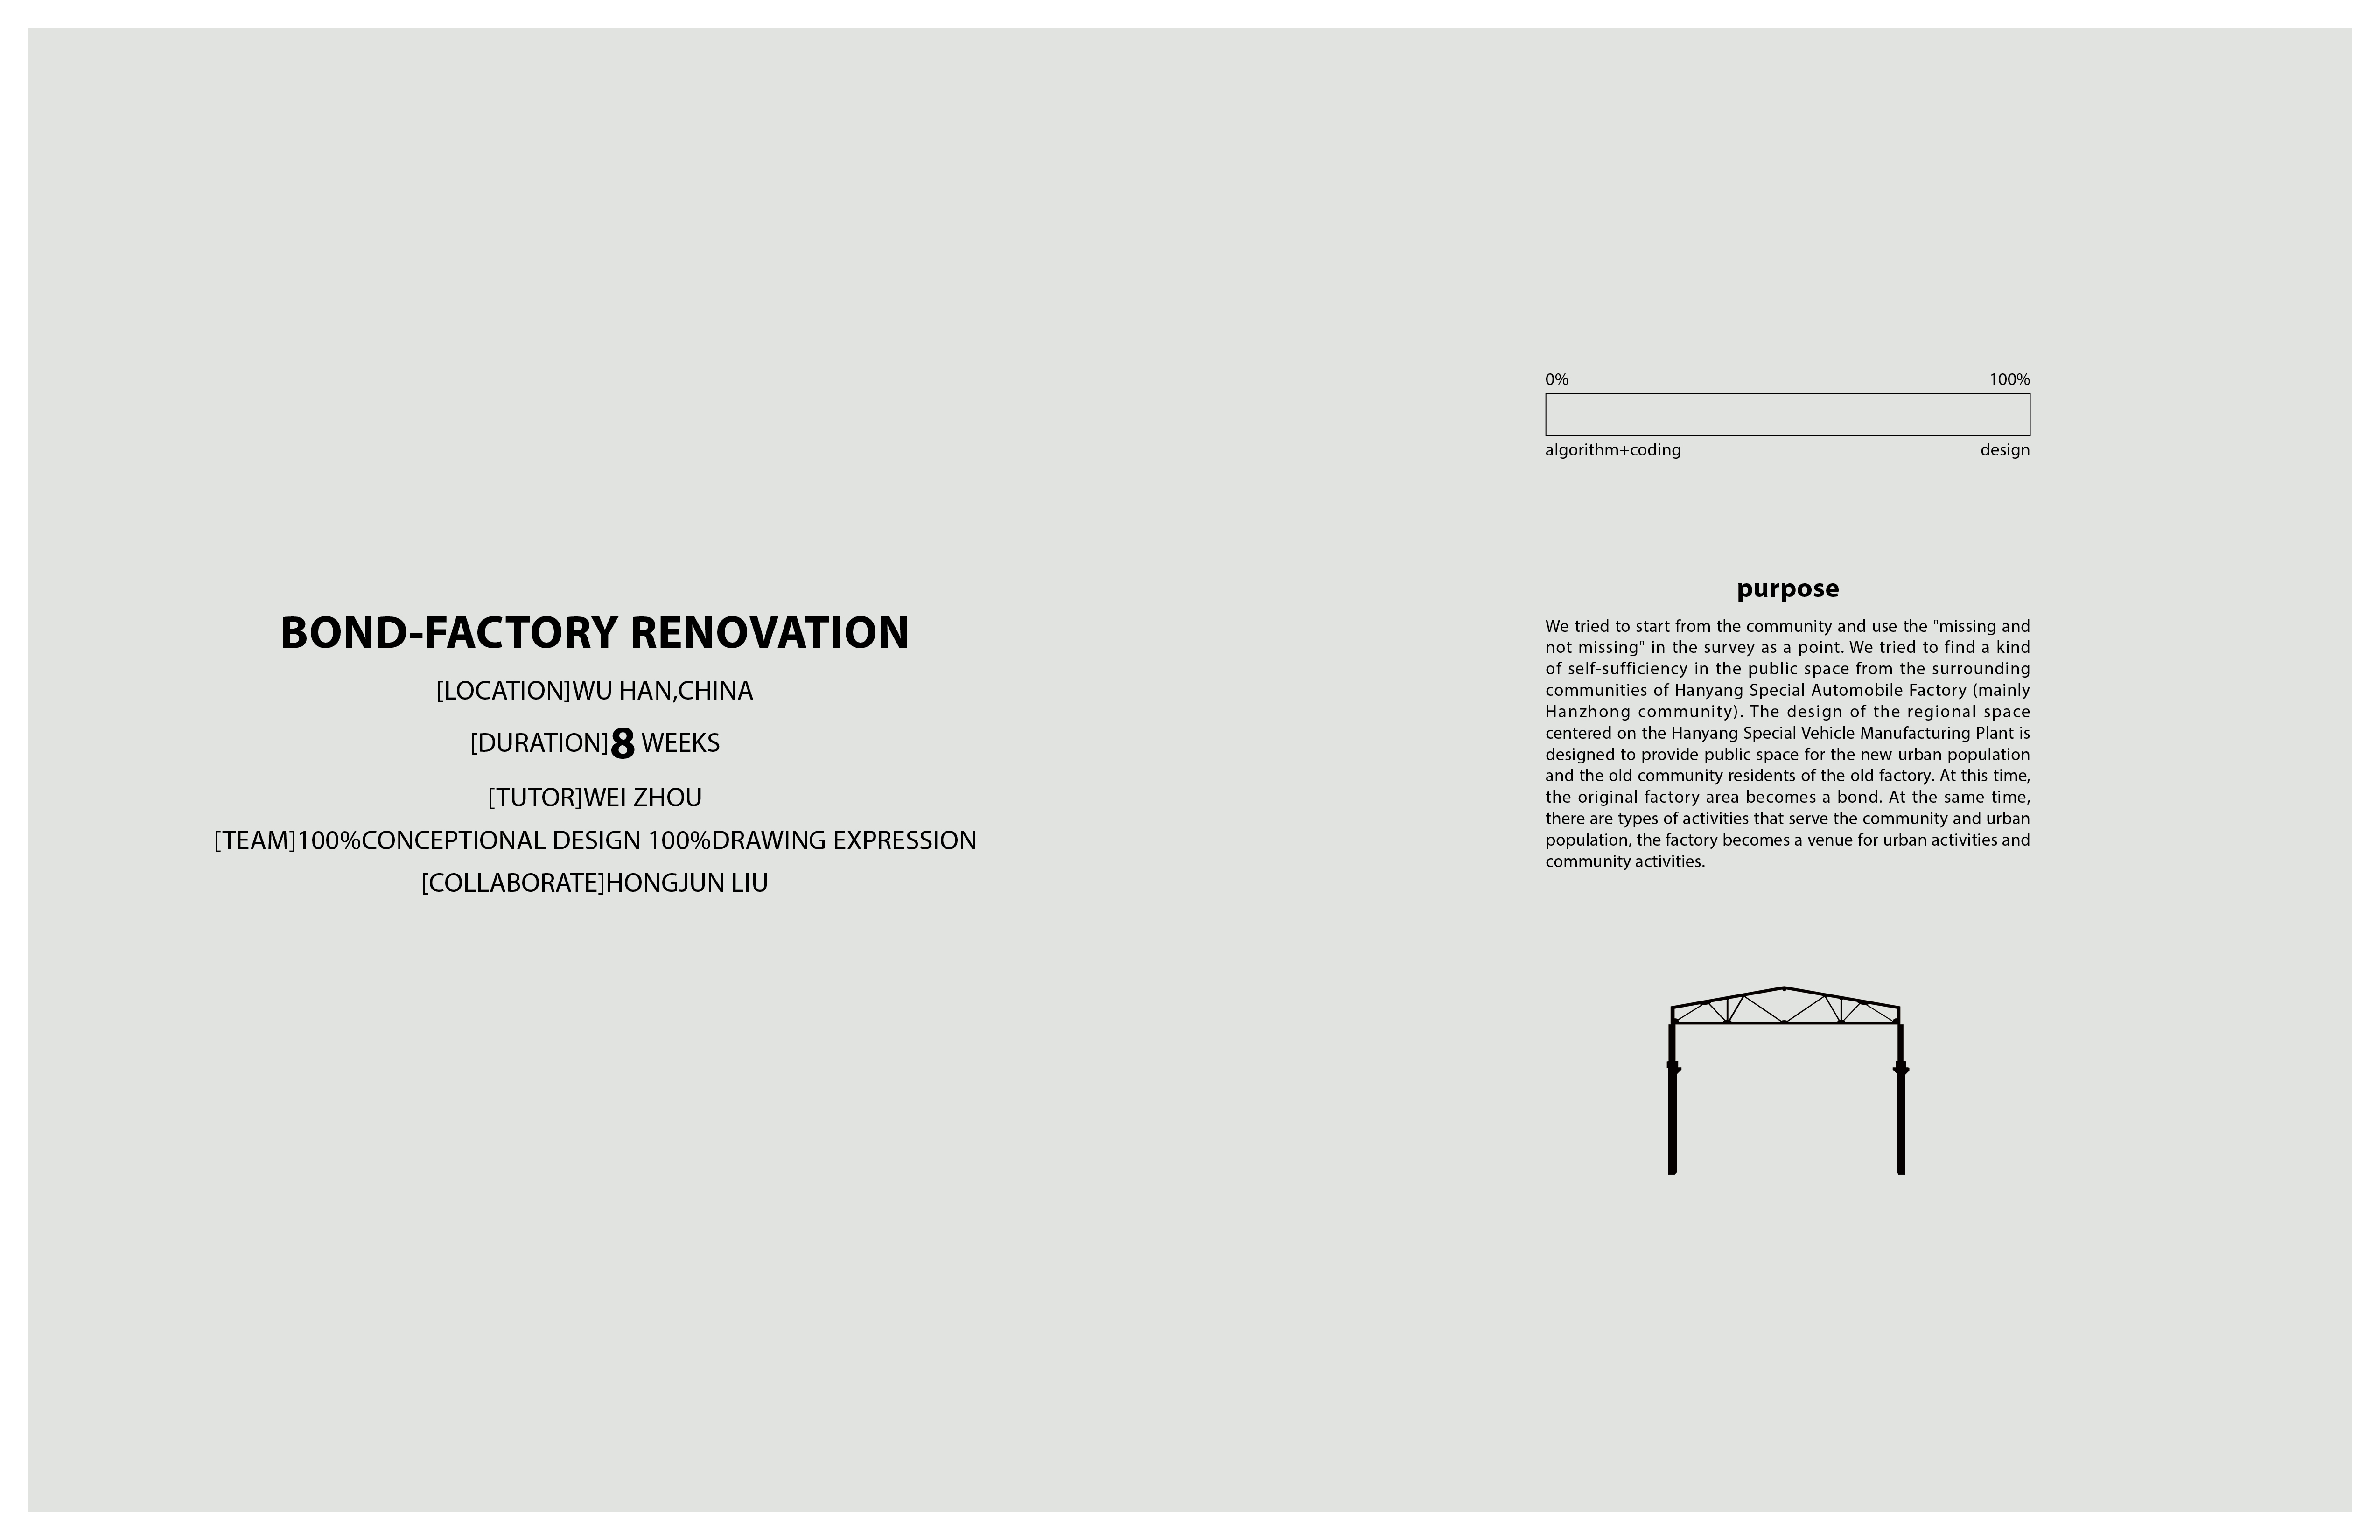 BOND-FACTORY RENOVATION
[LOCATION]WU HAN,CHINA
[DURATION]8 WEEKS
[TUTOR]WEI ZHOU
[TEAM]100%CONCEPTIONAL DESIGN 100%DRAWING EXPRESSION
[COLLABORATE]HONGJUN LIU
0% 100%
algorithm+coding design
purpose
We tried to start from the community and use the "missing and
not missing" in the survey as a point. We tried to find a kind
of self-sufficiency in the public space from the surrounding
communities of Hanyang Special Automobile Factory (mainly
Hanzhong community). The design of the regional space
centered on the Hanyang Special Vehicle Manufacturing Plant is
designed to provide public space for the new urban population
and the old community residents of the old factory. At this time,
the original factory area becomes a bond. At the same time,
there are types of activities that serve the community and urban
population, the factory becomes a venue for urban activities and
community activities.